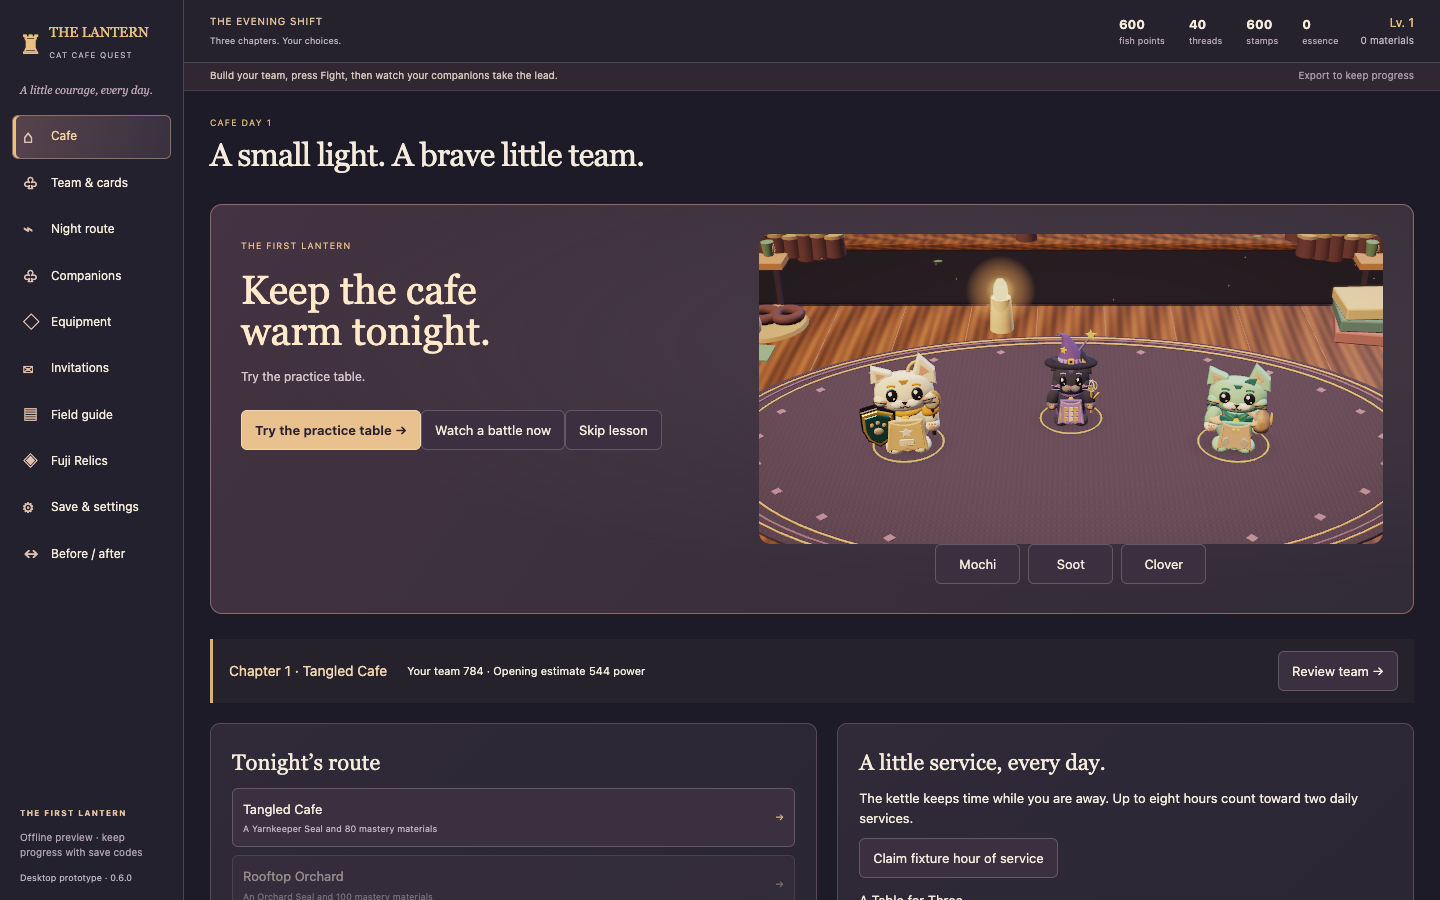 THE LANTERN
CAT CAFE QUEST
A little courage, every day.
Cafe
Team & cards
Night route
Companions
Equipment
Invitations
Field guide
Fuji Relics
Save & settings
Before / after
THE FIRST LANTERN
Offline preview · keep
progress with save codes
Desktop prototype · 0.6.0
THE EVENING SHIFT
Three chapters. Your choices.
600
fish points
40
threads
600
stamps
0
essence
Lv. 1
0 materials
Build your team, press Fight, then watch your companions take the lead.
Export to keep progress
CAFE DAY 1
A small light. A brave little team.
THE FIRST LANTERN
Keep the cafe
warm tonight.
Try the practice table.
Try the practice table →
Watch a battle now
Skip lesson
Mochi
Soot
Clover
Chapter 1 · Tangled Cafe
Your team 784 · Opening estimate 544 power
Review team →
Tonight's route
Tangled Cafe
A Yarnkeeper Seal and 80 mastery materials
→
Rooftop Orchard
An Orchard Seal and 100 mastery materials
→
A little service, every day.
The kettle keeps time while you are away. Up to eight hours count toward two daily
services.
Claim fixture hour of service
A Table for Three